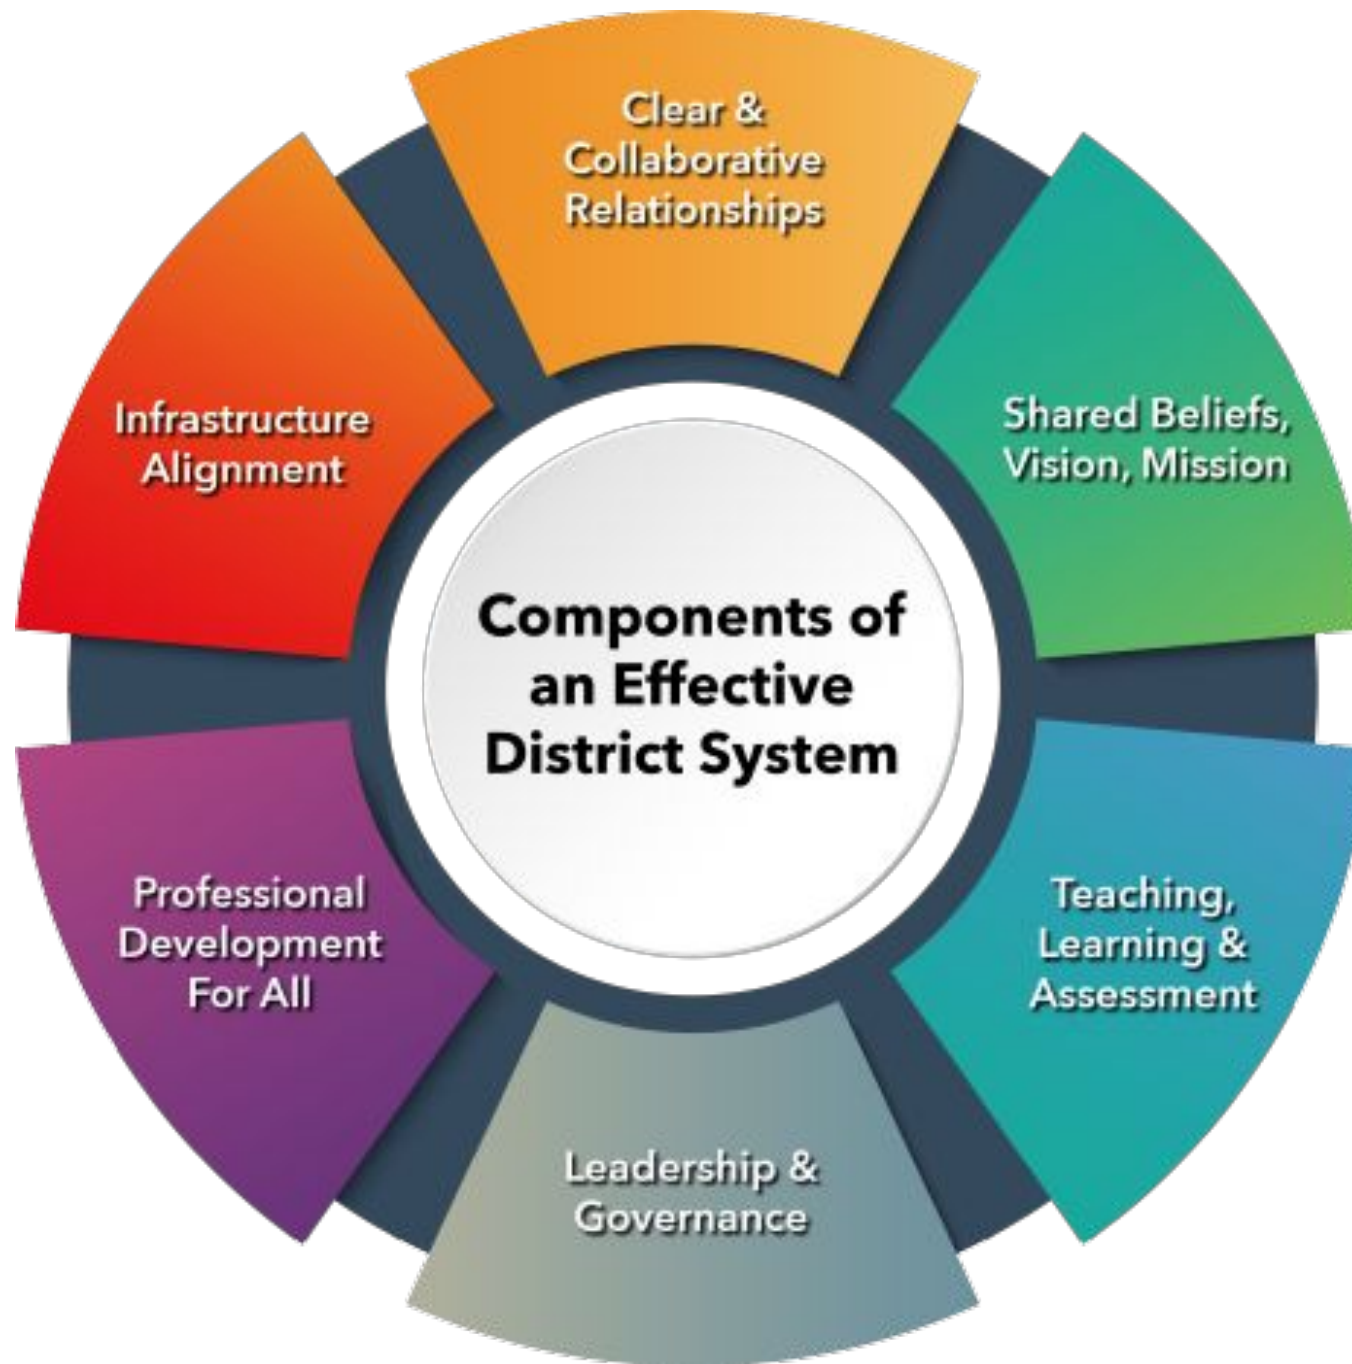 Clear &
Collaborative
Relationships
Shared Beliefs,
Vision, Mission
Teaching,
Learning &
Assessment
Leadership &
Governance
Professional
Development
For All
Infrastructure
Alignment
Components of
an Effective
District System